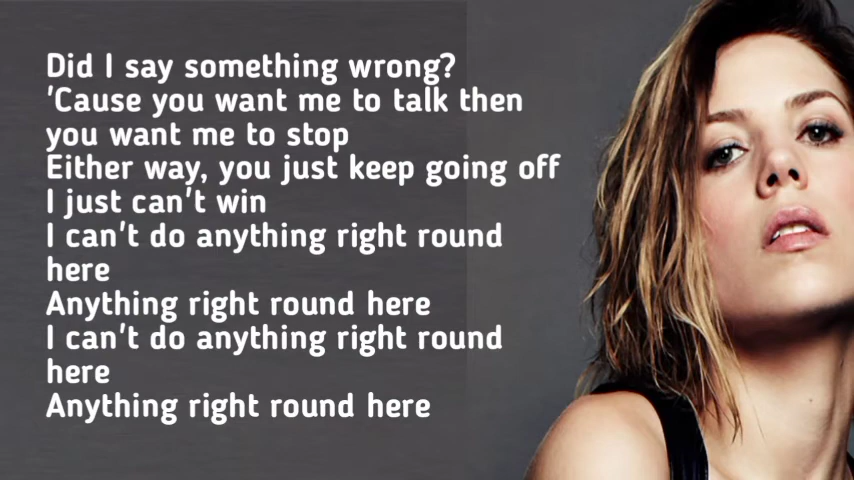 Did I say something wrong?
'Cause you want me to talk then
you want me to stop
Either way, you just keep going off
I just can't win
I can't do anything right round
here
Anything right round here
I can't do anything right round
here
Anything right round here